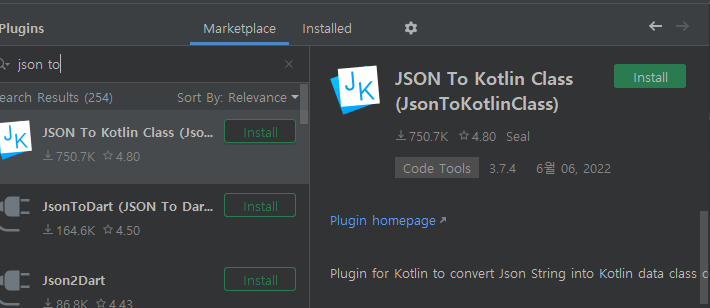 Plugins
Marketplace
Installed
json to
earch Results (254)
Sort By: Relevance
JSON To Kotlin Class (Jso...
Install
750.7K
4.80
JsonToDart (JSON To Dar...
Install
164.6K
4.50
Json2Dart
Install
86.8K
4.43
JK
JSON To Kotlin Class
(JsonToKotlinClass)
Install
750.7K
4.80
Seal
Code Tools
3.7.4
6월 06, 2022
Plugin homepage
Plugin for Kotlin to convert Json String into Kotlin data class c